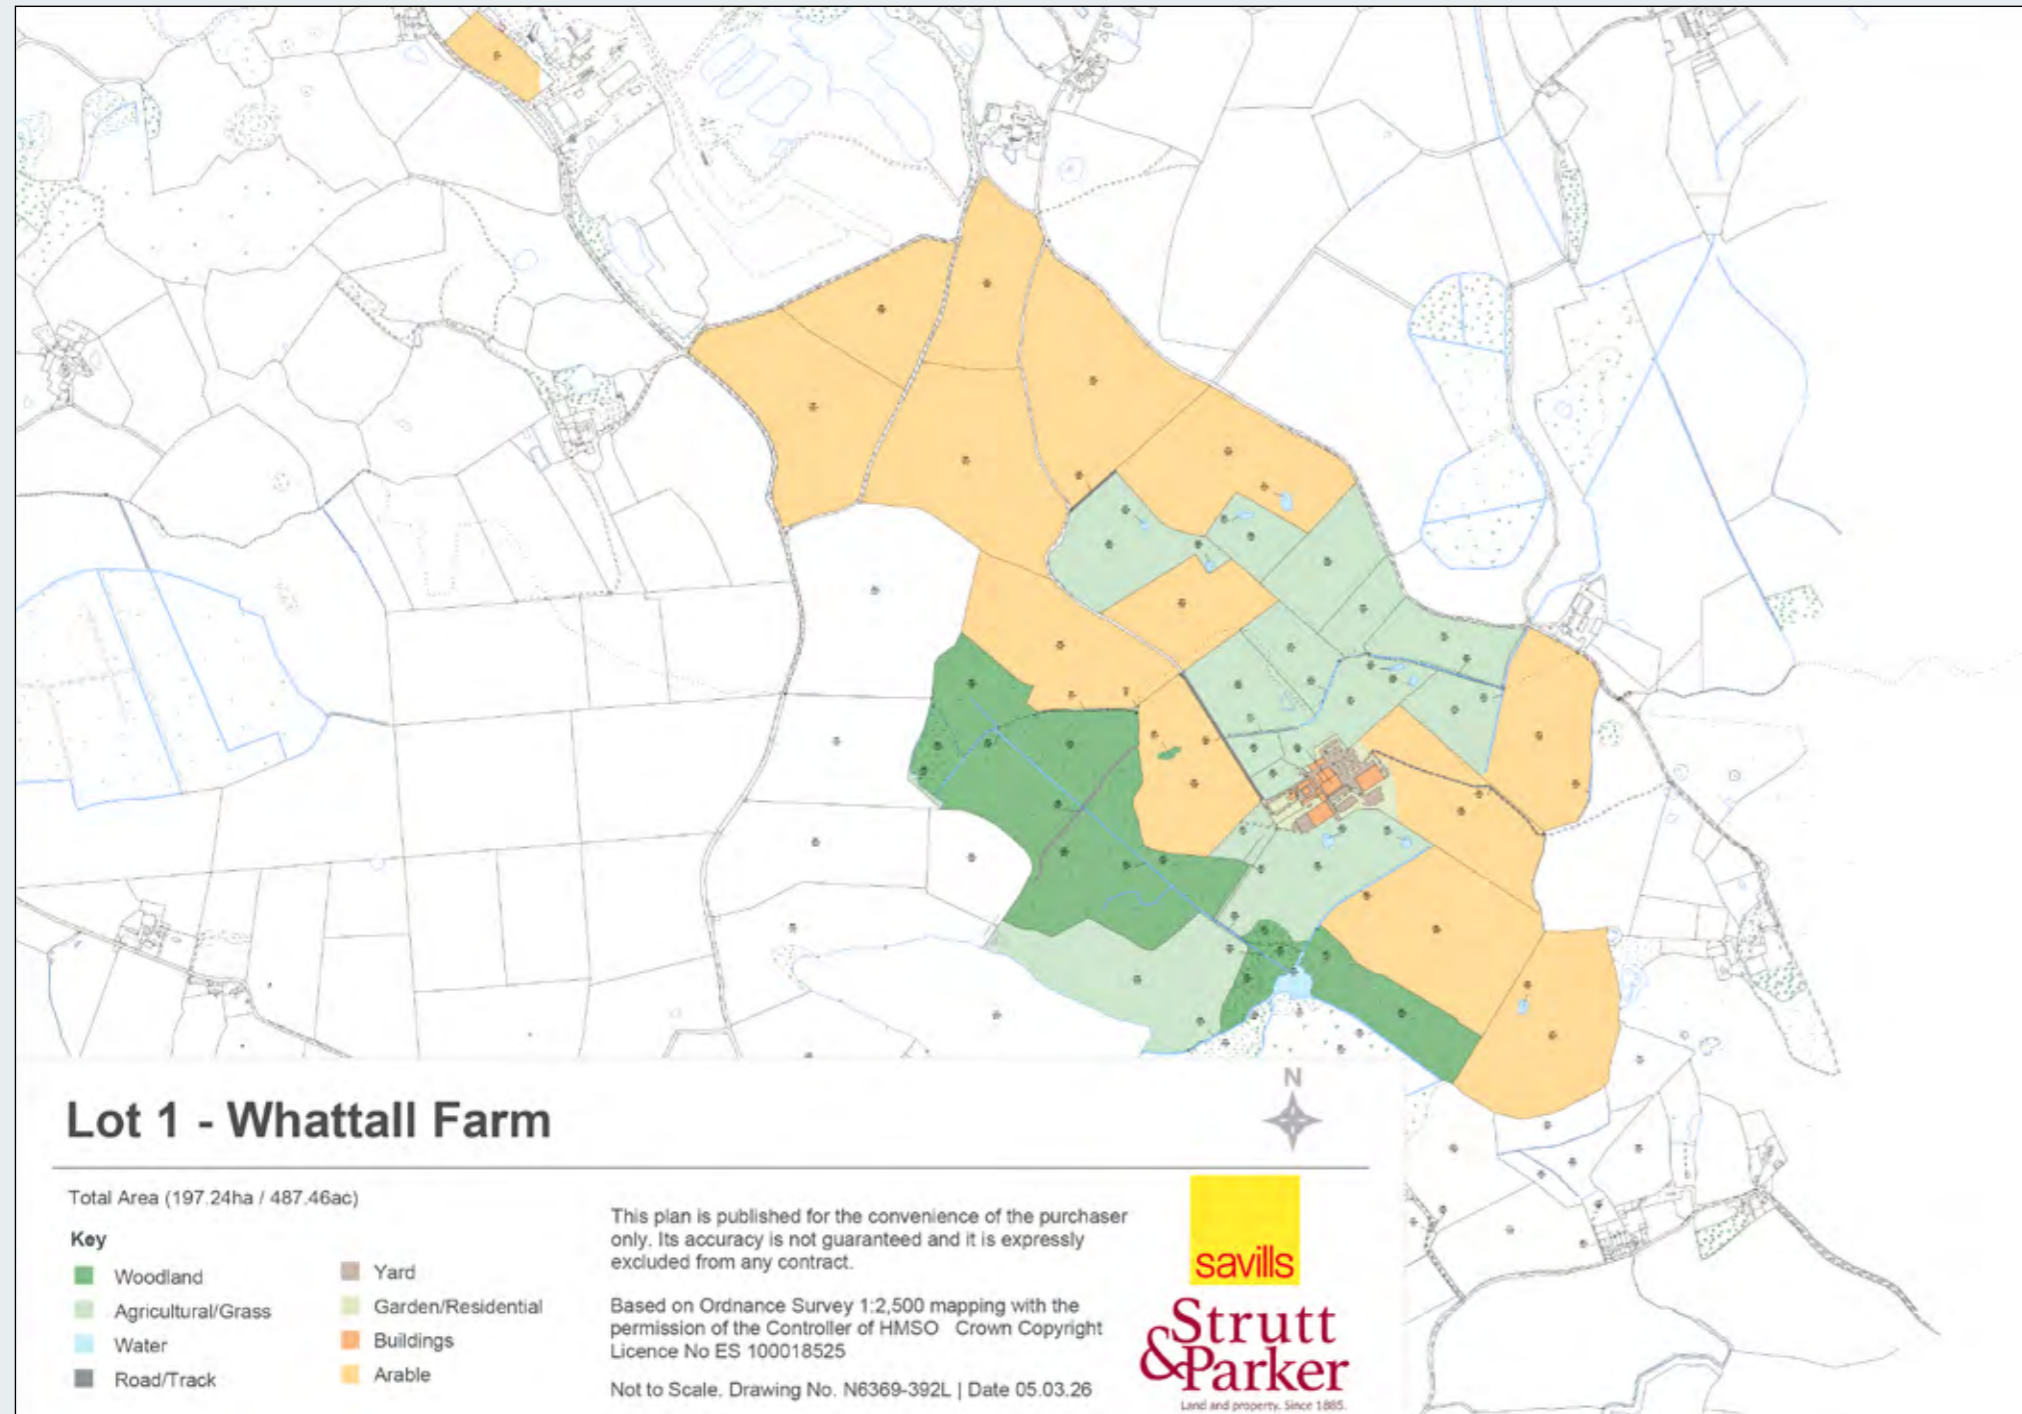 N
Lot 1 - Whattall Farm
Total Area (197.24ha / 487.46ac)
Key
Woodland
Agricultural/Grass
Water
Road/Track
Yard
Garden/Residential
Buildings
Arable
This plan is published for the convenience of the purchaser
only. Its accuracy is not guaranteed and it is expressly
excluded from any contract.
Based on Ordnance Survey 1:2,500 mapping with the
permission of the Controller of HMSO Crown Copyright
Licence No ES 100018525
Not to Scale. Drawing No. N6369-392L | Date 05.03.26
savills
Strutt
&Parker
Land and property. Since 1885.